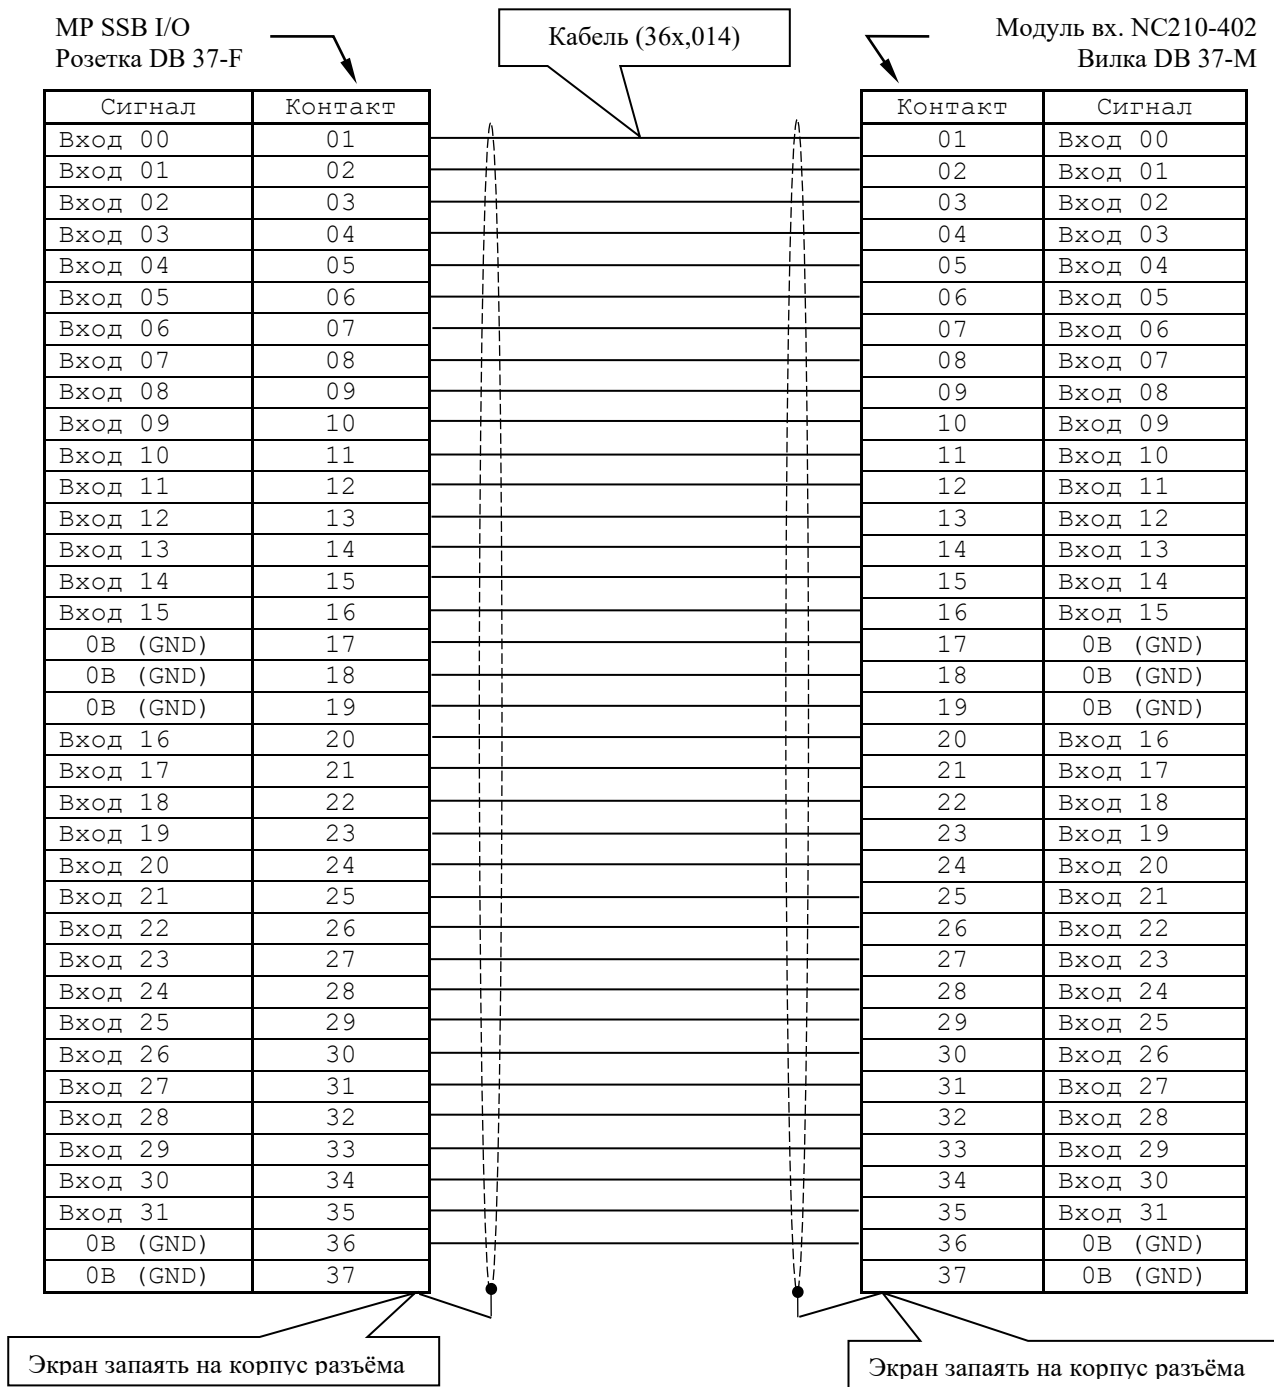 MP SSB I/O
Розетка DB 37-F
Кабель (36х,014)
Модуль вх. NC210-402
Вилка DB 37-M
Сигнал Контакт Контакт Сигнал
Вход 00 01 01 Вход 00
Вход 01 02 02 Вход 01
Вход 02 03 03 Вход 02
Вход 03 04 04 Вход 03
Вход 04 05 05 Вход 04
Вход 05 06 06 Вход 05
Вход 06 07 07 Вход 06
Вход 07 08 08 Вход 07
Вход 08 09 09 Вход 08
Вход 09 10 10 Вход 09
Вход 10 11 11 Вход 10
Вход 11 12 12 Вход 11
Вход 12 13 13 Вход 12
Вход 13 14 14 Вход 13
Вход 14 15 15 Вход 14
Вход 15 16 16 Вход 15
0В (GND) 17 17 0В (GND)
0В (GND) 18 18 0В (GND)
0В (GND) 19 19 0В (GND)
Вход 16 20 20 Вход 16
Вход 17 21 21 Вход 17
Вход 18 22 22 Вход 18
Вход 19 23 23 Вход 19
Вход 20 24 24 Вход 20
Вход 21 25 25 Вход 21
Вход 22 26 26 Вход 22
Вход 23 27 27 Вход 23
Вход 24 28 28 Вход 24
Вход 25 29 29 Вход 25
Вход 26 30 30 Вход 26
Вход 27 31 31 Вход 27
Вход 28 32 32 Вход 28
Вход 29 33 33 Вход 29
Вход 30 34 34 Вход 30
Вход 31 35 35 Вход 31
0В (GND) 36 36 0В (GND)
0В (GND) 37 37 0В (GND)
Экран запаять на корпус разъёма
Экран запаять на корпус разъёма